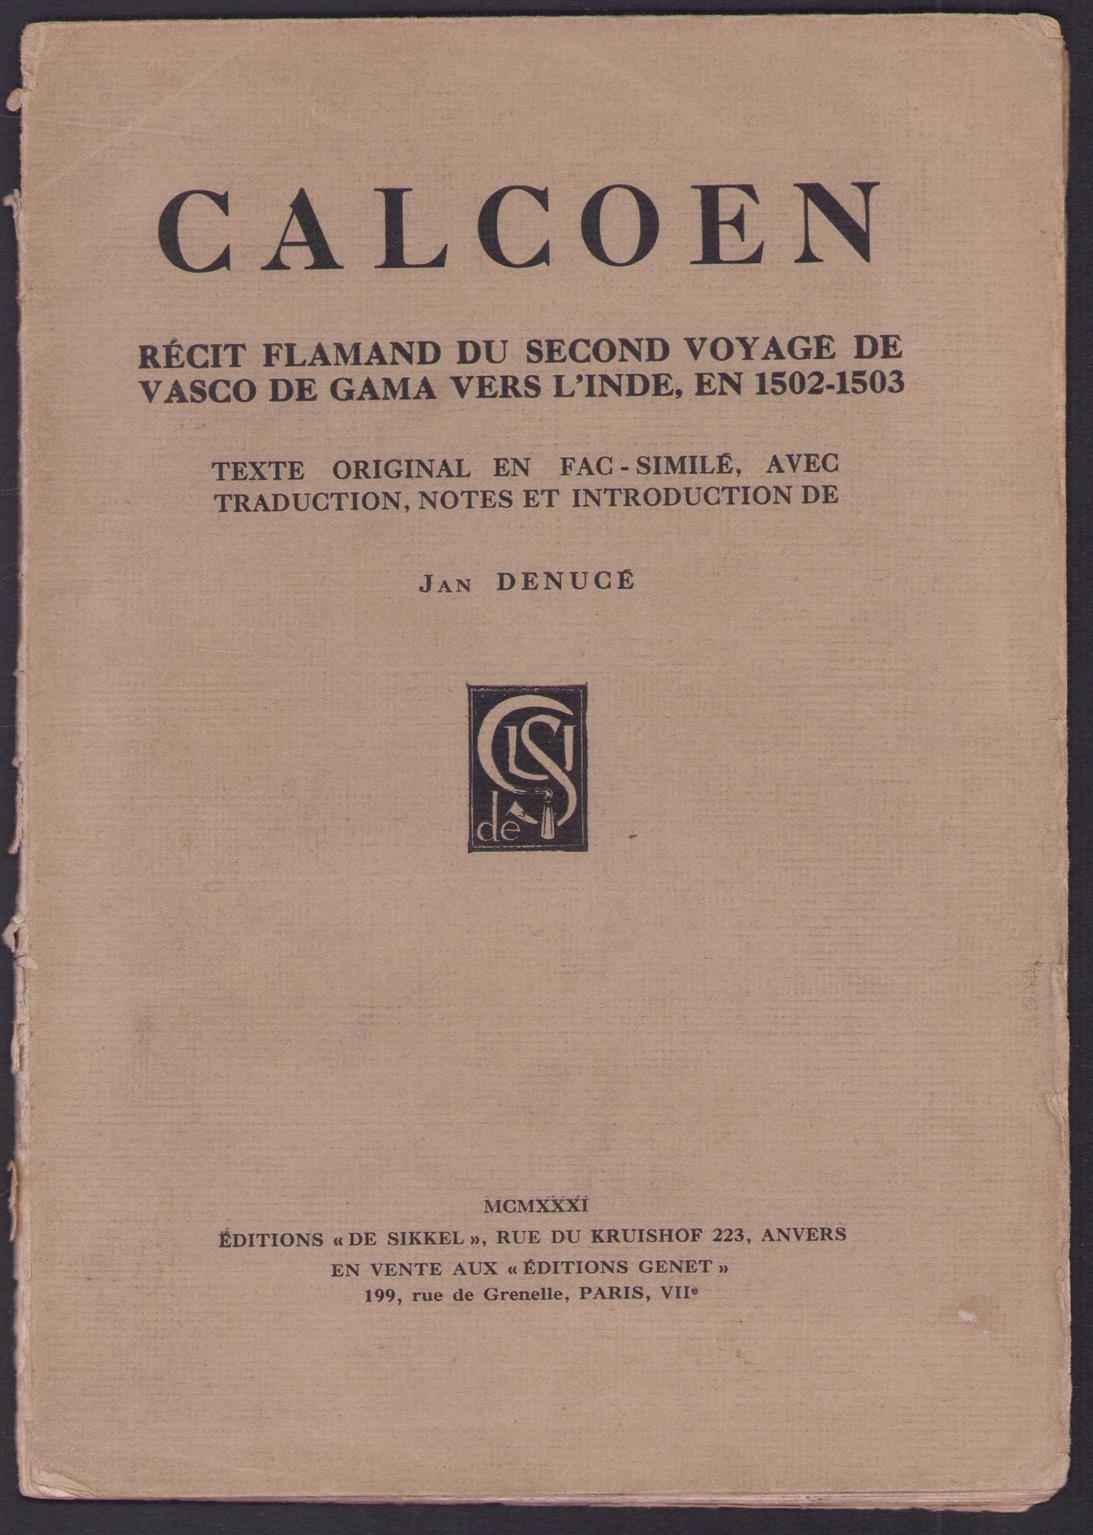 CALCOEN
RÉCIT FLAMAND DU SECOND VOYAGE DE
VASCO DE GAMA VERS L'INDE, EN 1502-1503
TEXTE ORIGINAL EN FAC-SIMILÉ, AVEC
TRADUCTION, NOTES ET INTRODUCTION DE
JAN DENUCÉ
de
MCMXXXI
ÉDITIONS « DE SIKKEL », RUE DU KRUISHOF 223, ANVERS
EN VENTE AUX « ÉDITIONS GENET »
199, rue de Grenelle, PARIS, VIIe